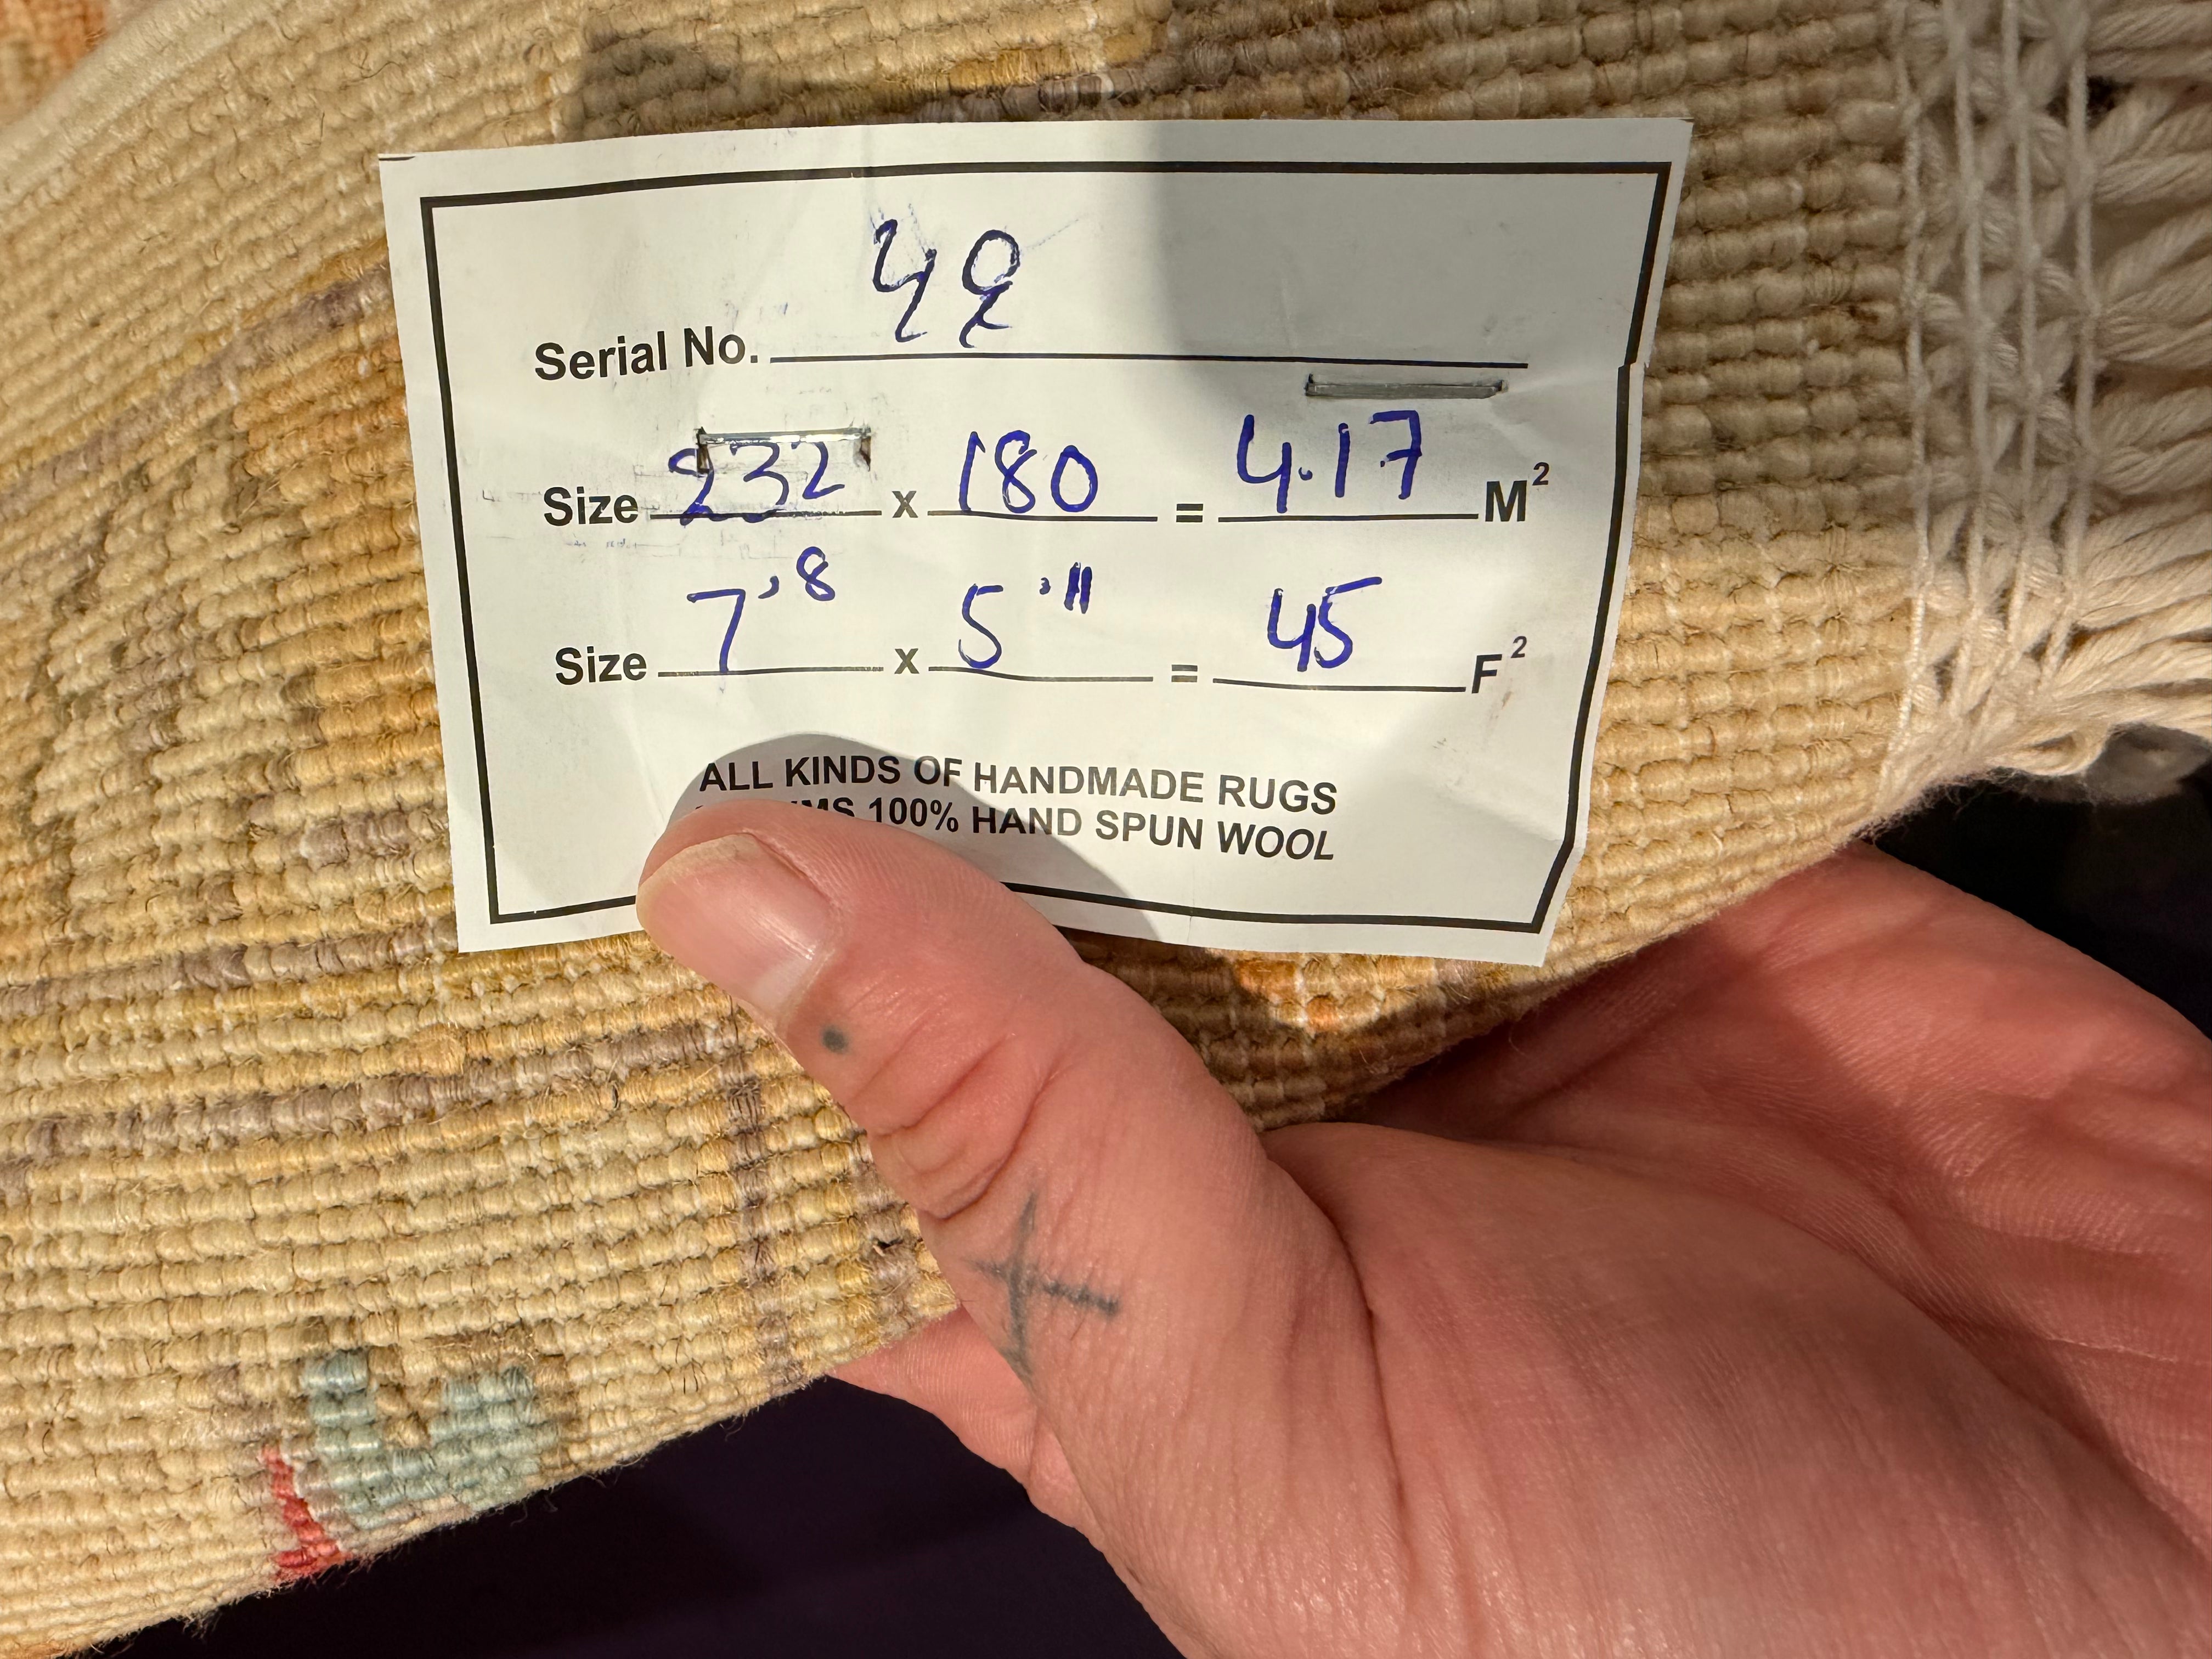 Serial No. 49
Size 232 x 180 = 4.17 M²
Size 7'8 x 5'11 = 45 F²
ALL KINDS OF HANDMADE RUGS
100% HAND SPUN WOOL